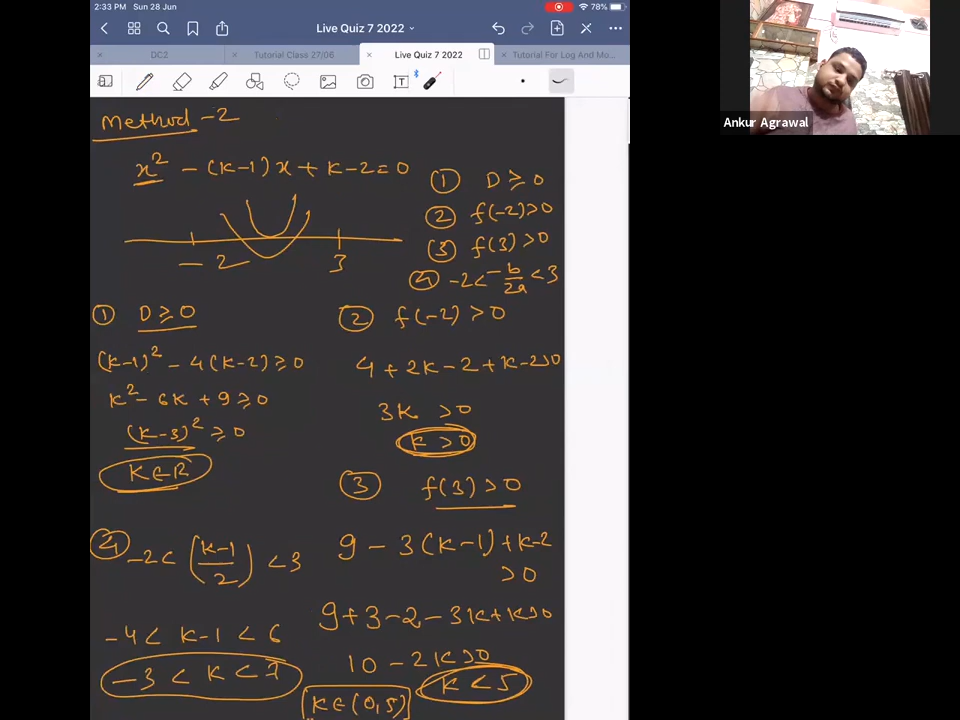 2:33 PM Sun 28 Jun
78%
Live Quiz 7 2022
DC2
Tutorial Class 27/06
Live Quiz 7 2022
Tutorial For Log And Mo...
Method -2
x² - (k-1)x + k-2=0
① D ≥ 0
② f(-2)>0
③ f(3) >0
④ -2 < -b/2a < 3
-2 3
① D ≥ 0
(k-1)² - 4(k-2) ≥ 0
k² - 6k + 9 ≥ 0
(k-3)² ≥ 0
k∈R
② f(-2) > 0
4 + 2k - 2 + k-2>0
3k > 0
k > 0
③ f(3) > 0
9 - 3(k-1) + k-2
> 0
9+3-2-3k+k>0
10 - 2k>0
k < 5
④ -2 < (k-1/2) < 3
-4 < k-1 < 6
-3 < k < 7
k∈(0,5)
Ankur Agrawal